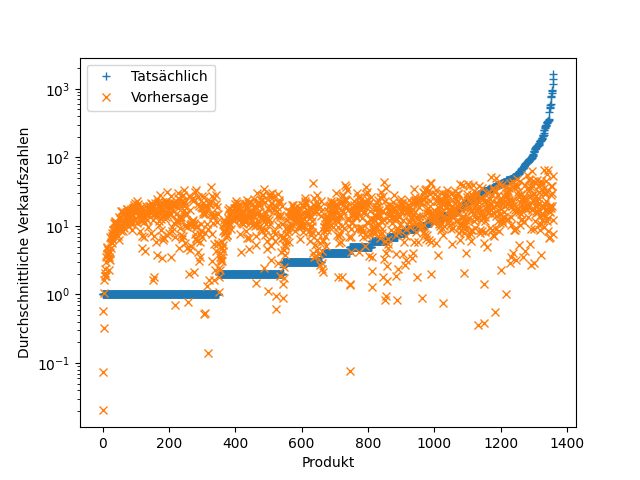 Tatsächlich
Vorhersage
Durchschnittliche Verkaufszahlen
10³
10²
10¹
10⁰
10⁻¹
0 200 400 600 800 1000 1200 1400
Produkt